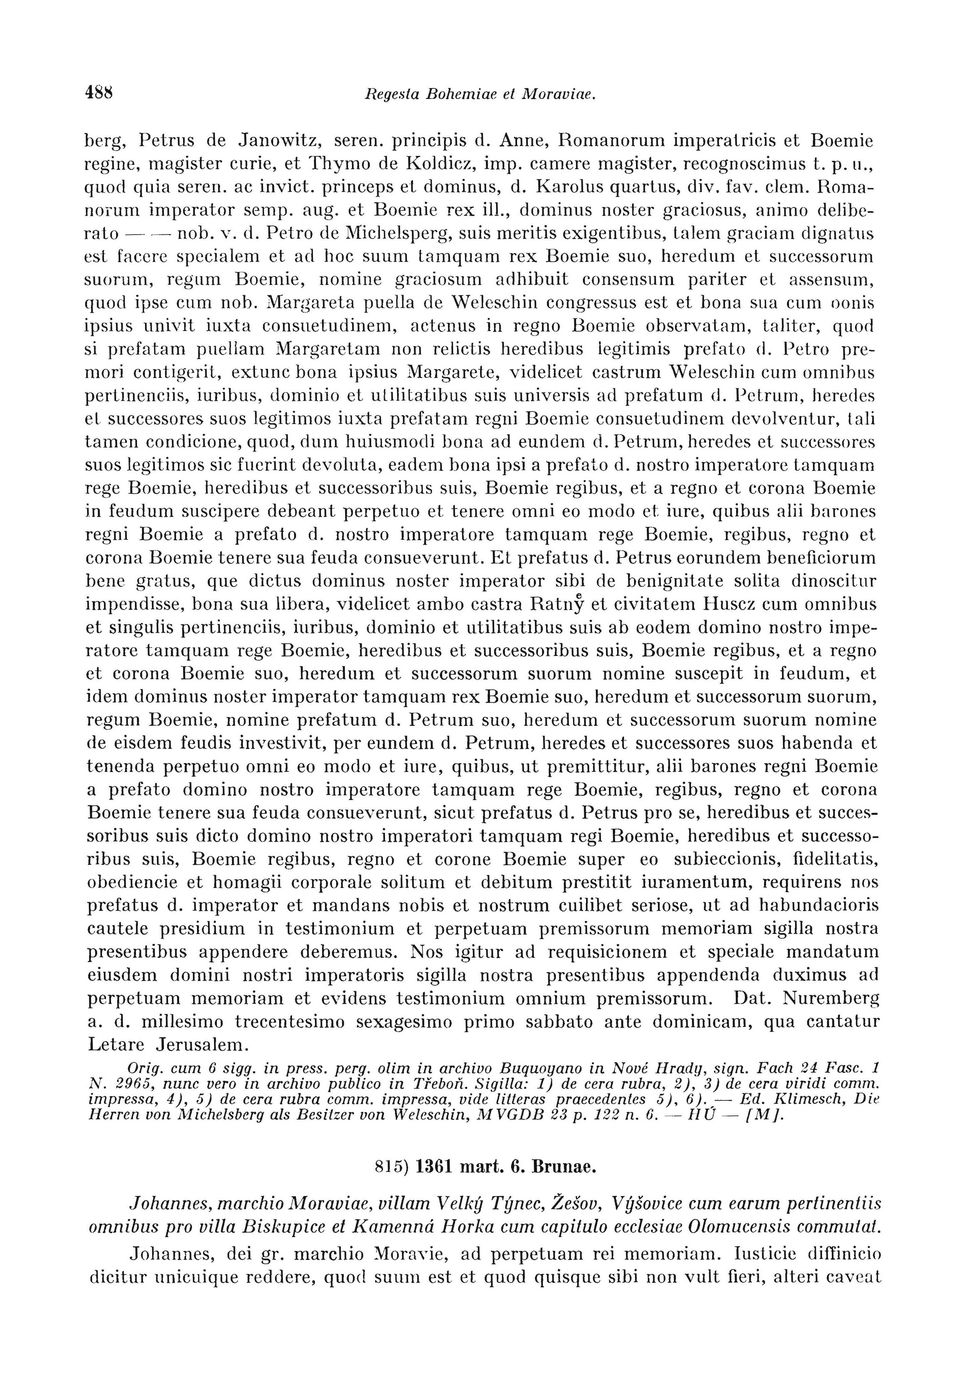 488 Regesta Bohemiae et Moraviae.
berg, Petrus de Janowitz, seren. principis d. Anne, Romanorum imperatricis et Boemie
regine, magister curie, et Thymo de Koldicz, imp. camere magister, recognoscimus t. p. u.,
quod quia seren. ac invict. princeps et dominus, d. Karolus quartus, div. fav. clem. Roma-
norum imperator semp. aug. et Boemie rex ill., dominus noster graciosus, animo delibe-
rato — — nob. v. d. Petro de Michelsperg, suis meritis exigentibus, talem graciam dignatus
est facere specialem et ad hoc suum tamquam rex Boemie suo, heredum et successorum
suorum, regum Boemie, nomine graciosum adhibuit consensum pariter et assensum,
quod ipse cum nob. Margareta puella de Weleschin congressus est et bona sua cum oonis
ipsius univit iuxta consuetudinem, actenus in regno Boemie observatam, taliter, quod
si prefatam puellam Margaretam non relictis heredibus legitimis prefato d. Petro pre-
mori contigerit, extunc bona ipsius Margarete, videlicet castrum Weleschin cum omnibus
pertinenciis, iuribus, dominio et utilitatibus suis universis ad prefatum d. Petrum, heredes
et successores suos legitimos iuxta prefatam regni Boemie consuetudinem devolventur, tali
tamen condicione, quod, dum huiusmodi bona ad eundem d. Petrum, heredes et successores
suos legitimos sic fuerint devoluta, eadem bona ipsi a prefato d. nostro imperatore tamquam
rege Boemie, heredibus et successoribus suis, Boemie regibus, et a regno et corona Boemie
in feudum suscipere debeant perpetuo et tenere omni eo modo et iure, quibus alii barones
regni Boemie a prefato d. nostro imperatore tamquam rege Boemie, regibus, regno et
corona Boemie tenere sua feuda consueverunt. Et prefatus d. Petrus eorundem beneficiorum
bene gratus, que dictus dominus noster imperator sibi de benignitate solita dinoscitur
impendisse, bona sua libera, videlicet ambo castra Ratnyͤ et civitatem Huscz cum omnibus
et singulis pertinenciis, iuribus, dominio et utilitatibus suis ab eodem domino nostro impe-
ratore tamquam rege Boemie, heredibus et successoribus suis, Boemie regibus, et a regno
et corona Boemie suo, heredum et successorum suorum nomine suscepit in feudum, et
idem dominus noster imperator tamquam rex Boemie suo, heredum et successorum suorum,
regum Boemie, nomine prefatum d. Petrum suo, heredum et successorum suorum nomine
de eisdem feudis investivit, per eundem d. Petrum, heredes et successores suos habenda et
tenenda perpetuo omni eo modo et iure, quibus, ut premittitur, alii barones regni Boemie
a prefato domino nostro imperatore tamquam rege Boemie, regibus, regno et corona
Boemie tenere sua feuda consueverunt, sicut prefatus d. Petrus pro se, heredibus et succes-
soribus suis dicto domino nostro imperatori tamquam regi Boemie, heredibus et successo-
ribus suis, Boemie regibus, regno et corone Boemie super eo subieccionis, fidelitatis,
obediencie et homagii corporale solitum et debitum prestitit iuramentum, requirens nos
prefatus d. imperator et mandans nobis et nostrum cuilibet seriose, ut ad habundacioris
cautele presidium in testimonium et perpetuam premissorum memoriam sigilla nostra
presentibus appendere deberemus. Nos igitur ad requisicionem et speciale mandatum
eiusdem domini nostri imperatoris sigilla nostra presentibus appendenda duximus ad
perpetuam memoriam et evidens testimonium omnium premissorum. Dat. Nuremberg
a. d. millesimo trecentesimo sexagesimo primo sabbato ante dominicam, qua cantatur
Letare Jerusalem.
Orig. cum 6 sigg. in press. perg. olim in archivo Buquoyano in Nové Hrady, sign. Fach 24 Fasc. 1
N. 2965, nunc vero in archivo publico in Třeboň. Sigilla: 1) de cera rubra, 2), 3) de cera viridi comm.
impressa, 4), 5) de cera rubra comm. impressa, vide litteras praecedentes 5), 6). — Ed. Klimesch, Die
Herren von Michelsberg als Besitzer von Weleschin, MVGDB 23 p. 122 n. 6. — HÚ — [M].
815) 1361 mart. 6. Brunae.
Johannes, marchio Moraviae, villam Velký Týnec, Žešov, Výšovice cum earum pertinentiis
omnibus pro villa Biskupice et Kamenná Horka cum capitulo ecclesiae Olomucensis commutat.
Johannes, dei gr. marchio Moravie, ad perpetuam rei memoriam. Iusticie diffinicio
dicitur unicuique reddere, quod suum est et quod quisque sibi non vult fieri, alteri caveat